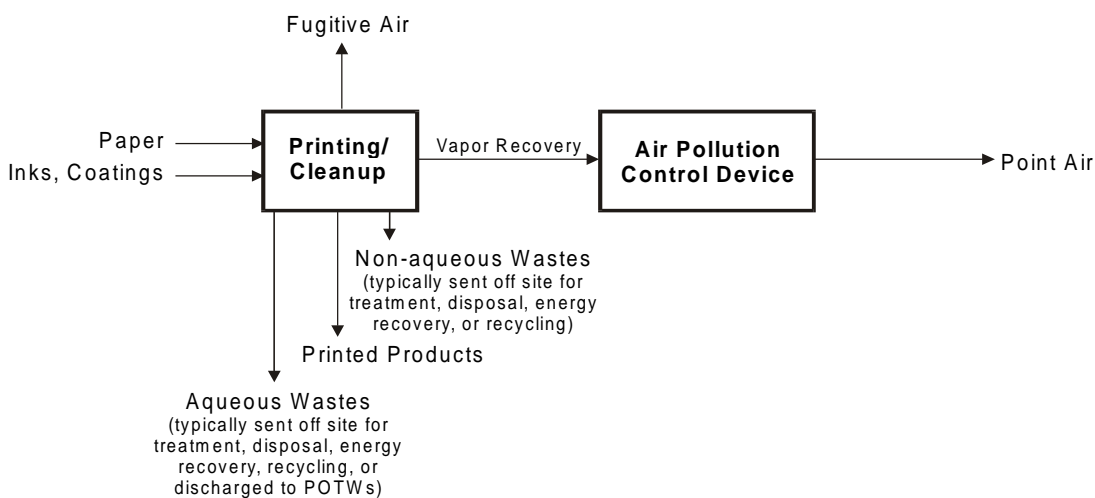 Fugitive Air
Paper
Inks, Coatings
Printing/
Cleanup
Vapor Recovery
Air Pollution
Control Device
Point Air
Non-aqueous Wastes
(typically sent off site for
treatment, disposal, energy
recovery, or recycling)
Printed Products
Aqueous Wastes
(typically sent off site for
treatment, disposal, energy
recovery, recycling, or
discharged to POTWs)